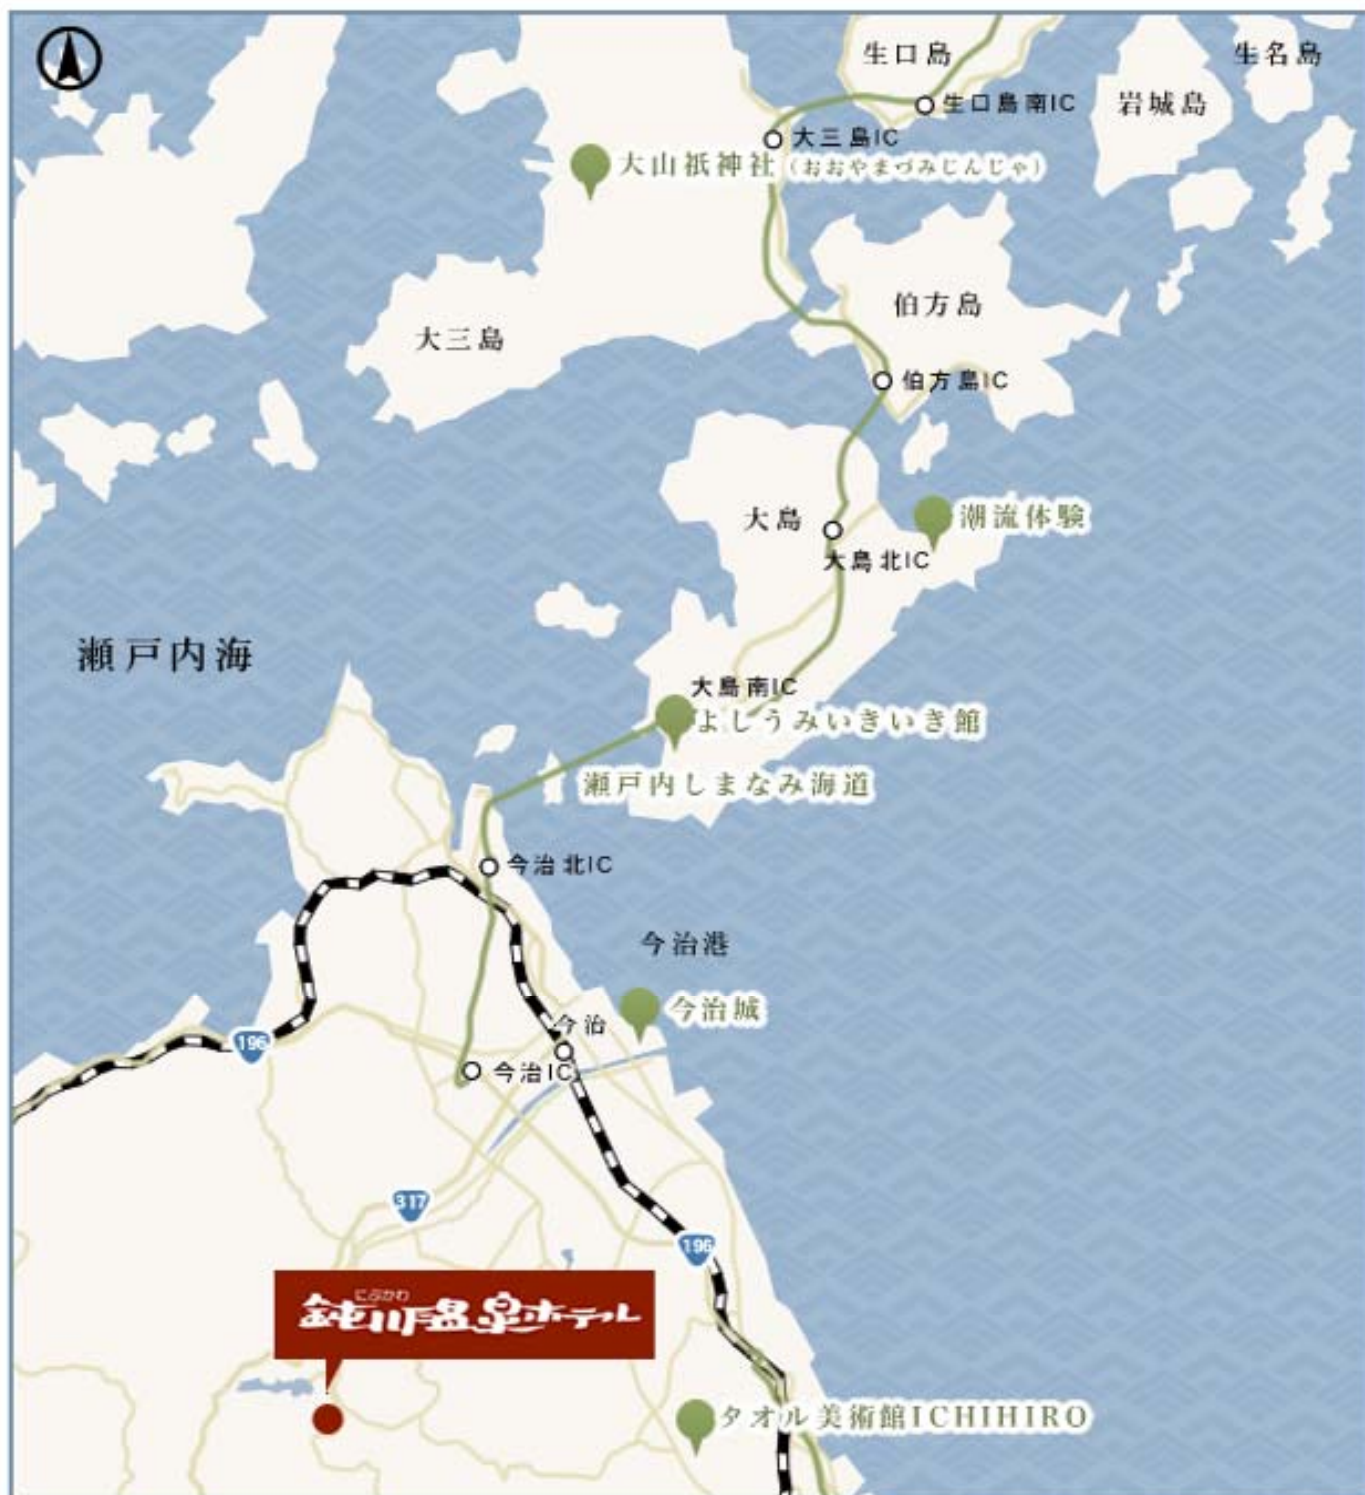 生口島
生名島
生口島南IC
岩城島
大三島IC
大山祇神社（おおやまづみじんじゃ）
伯方島
大三島
伯方島IC
大島
潮流体験
大島北IC
瀬戸内海
大島南IC
よしうみいきいき館
瀬戸内しまなみ海道
今治北IC
今治港
今治城
今治
196
今治IC
317
196
にぶかわ
鈍川温泉ホテル
タオル美術館ICHIHIRO